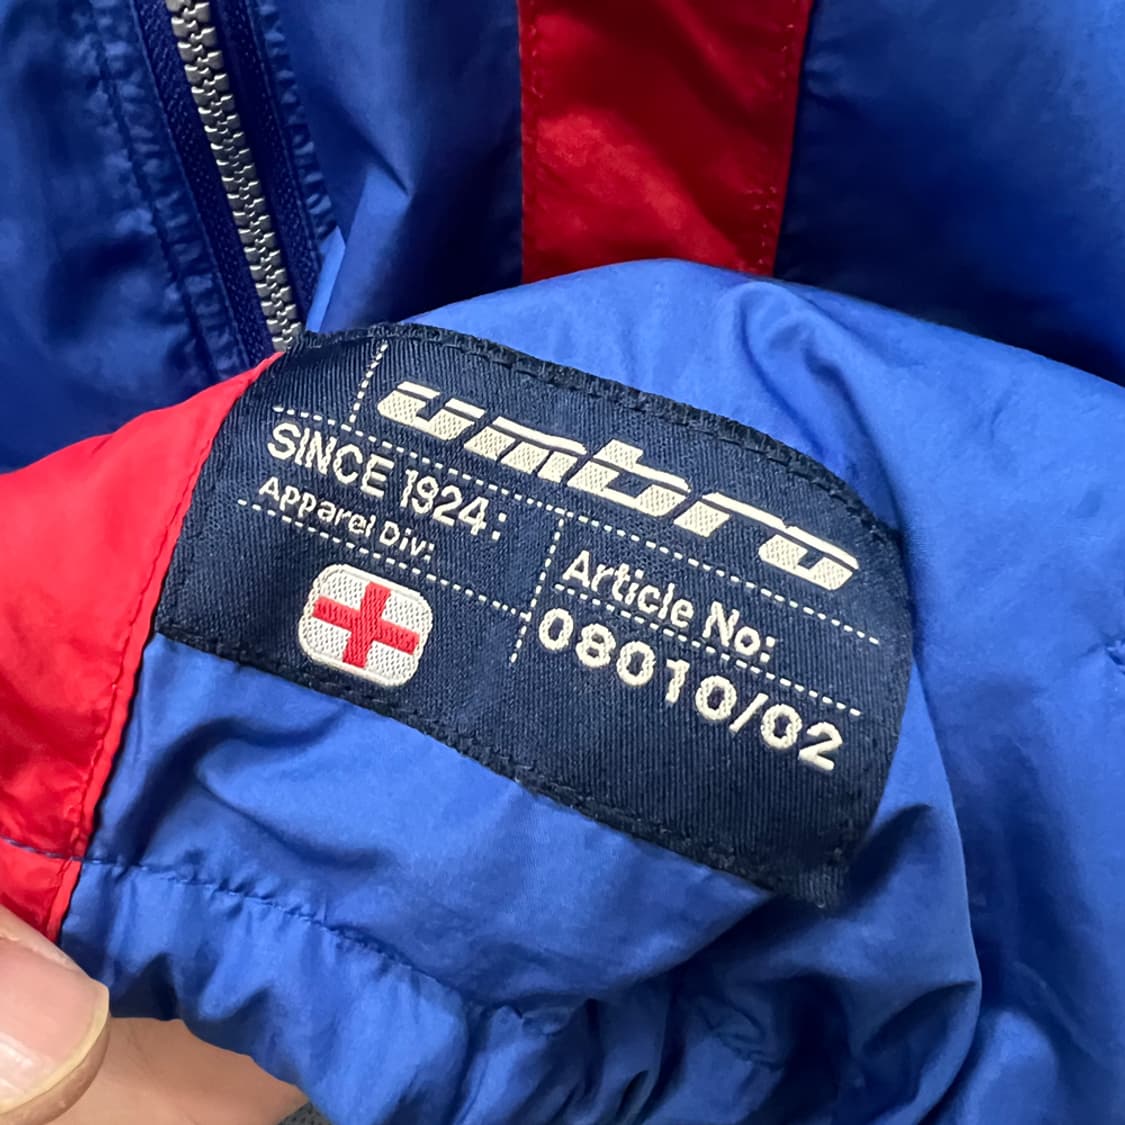 umbro
SINCE 1924:
Apparel Div:
Article No:
08010/02